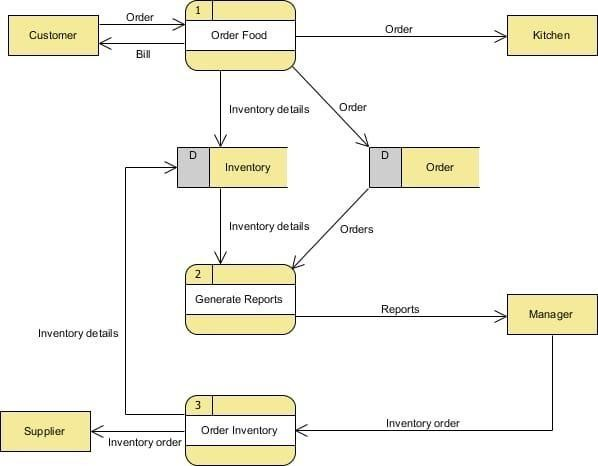 Order
1
Customer
Order Food
Order
Kitchen
Bill
Inventory details
Order
D
Inventory
D
Order
Inventory details
Orders
2
Generate Reports
Reports
Manager
Inventory details
3
Order Inventory
Inventory order
Supplier
Inventory order